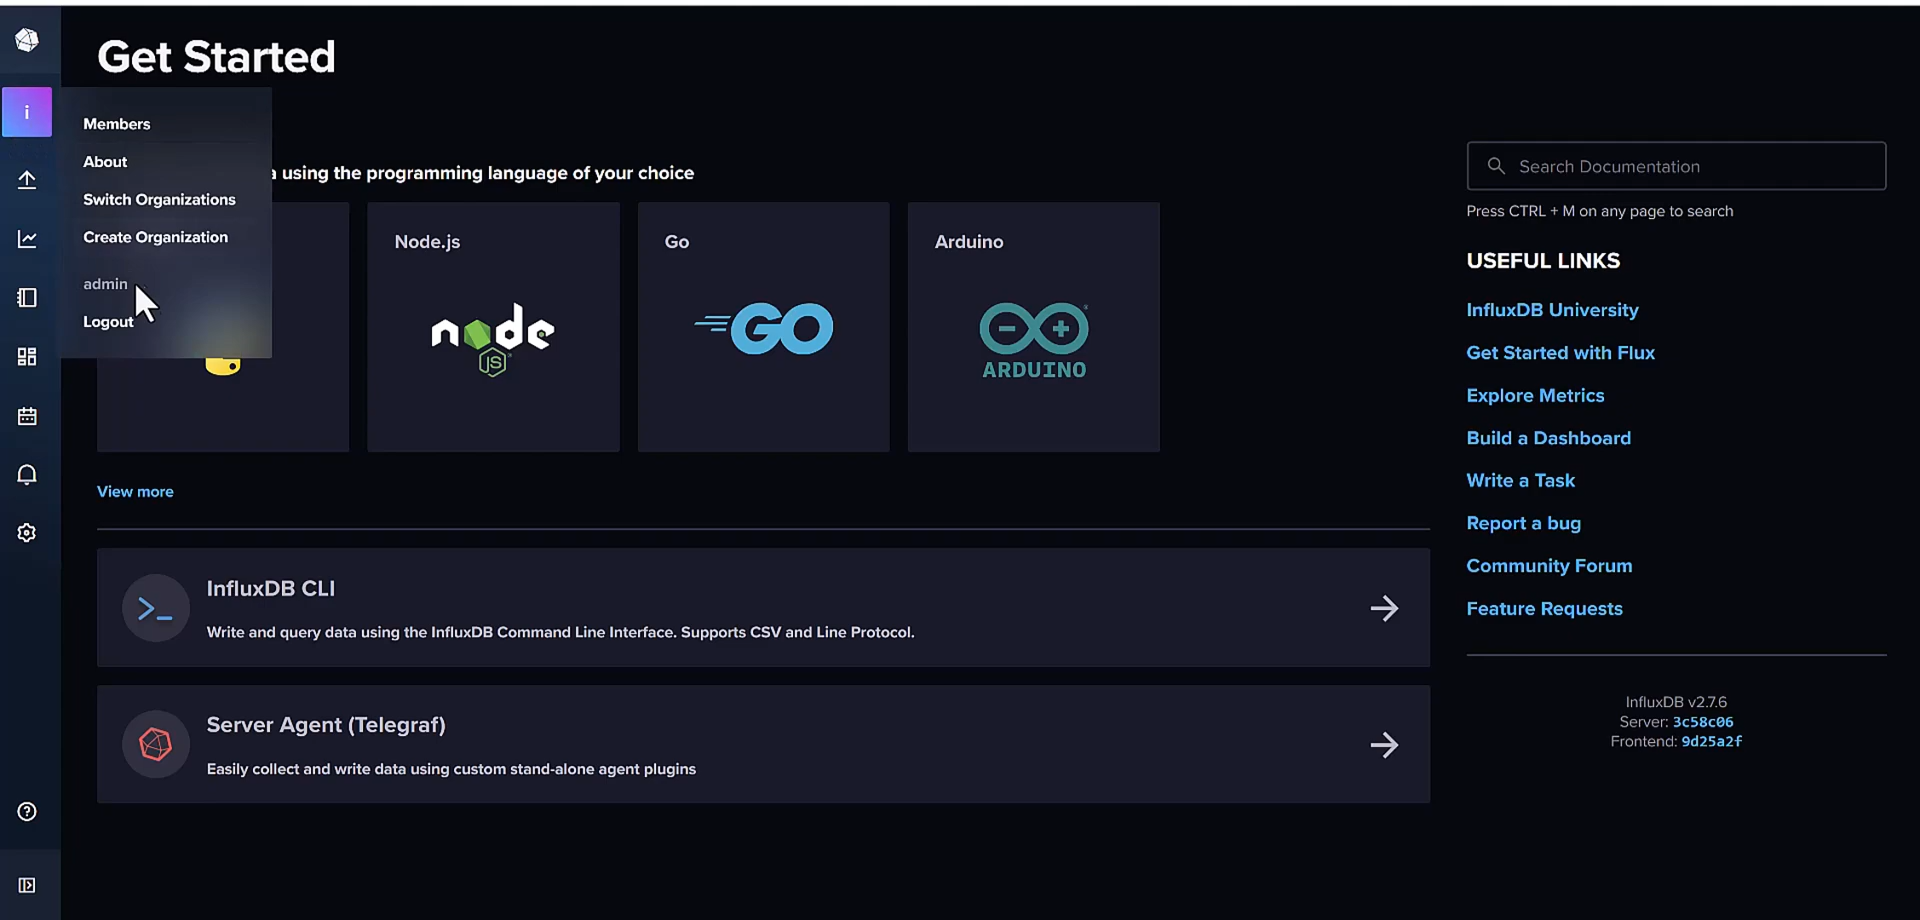 Get Started
i
Members
About
Switch Organizations
Create Organization
admin
Logout
using the programming language of your choice
Node.js
node
JS
Go
GO
Arduino
ARDUINO
View more
InfluxDB CLI
Write and query data using the InfluxDB Command Line Interface. Supports CSV and Line Protocol.
Server Agent (Telegraf)
Easily collect and write data using custom stand-alone agent plugins
Search Documentation
Press CTRL + M on any page to search
USEFUL LINKS
InfluxDB University
Get Started with Flux
Explore Metrics
Build a Dashboard
Write a Task
Report a bug
Community Forum
Feature Requests
InfluxDB v2.7.6
Server: 3c58c06
Frontend: 9d25a2f